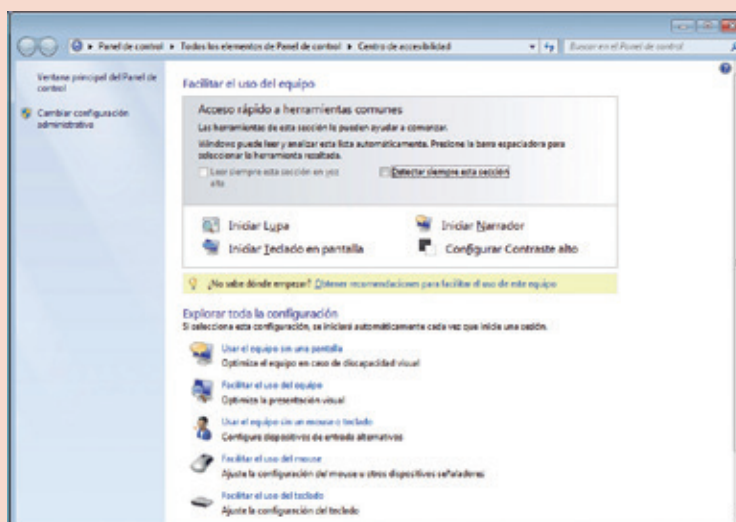 Panel de control ▸ Todos los elementos de Panel de control ▸ Centro de accesibilidad
Buscar en el Panel de control
Ventana principal del Panel de
control
Cambiar configuración
administrativa
Facilitar el uso del equipo
Acceso rápido a herramientas comunes
Las herramientas de esta sección le pueden ayudar a comenzar.
Windows puede leer y analizar esta lista automáticamente. Presione la barra espaciadora para
seleccionar la herramienta resaltada.
Leer siempre esta sección en voz
alta
Detectar siempre esta sección
Iniciar Lupa
Iniciar Narrador
Iniciar Teclado en pantalla
Configurar Contraste alto
¿No sabe dónde empezar? Obtener recomendaciones para facilitar el uso de este equipo
Explorar toda la configuración
Si selecciona esta configuración, se iniciará automáticamente cada vez que inicie una sesión.
Usar el equipo sin una pantalla
Optimice el equipo en caso de discapacidad visual
Facilitar el uso del equipo
Optimice la presentación visual
Usar el equipo sin un mouse o teclado
Configure dispositivos de entrada alternativos
Facilitar el uso del mouse
Ajuste la configuración del mouse u otros dispositivos señaladores
Facilitar el uso del teclado
Ajuste la configuración del teclado